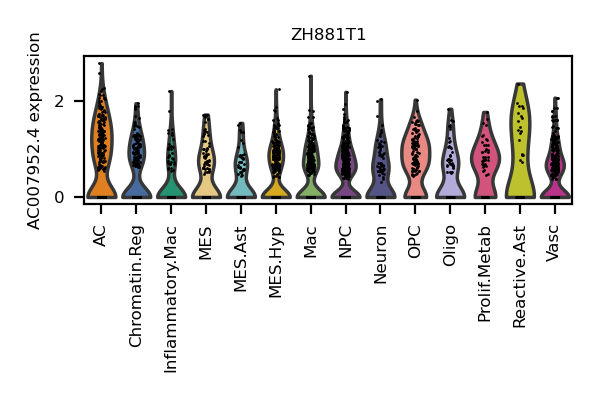 ZH881T1
AC007952.4 expression
2
0
AC
Chromatin.Reg
Inflammatory.Mac
MES
MES.Ast
MES.Hyp
Mac
NPC
Neuron
OPC
Oligo
Prolif.Metab
Reactive.Ast
Vasc